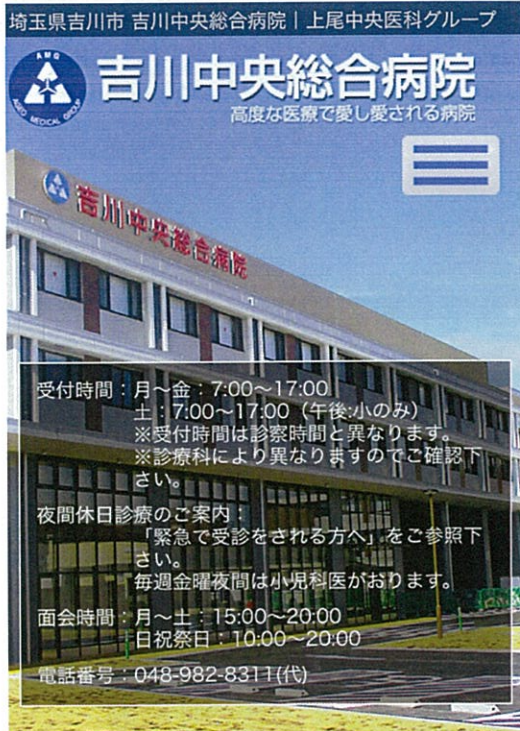 埼玉県吉川市 吉川中央総合病院 | 上尾中央医科グループ
AMG
AGEO MEDICAL GROUP
吉川中央総合病院
高度な医療で愛し愛される病院
吉川中央総合病院
受付時間：月～金：7:00～17:00
土：7:00～17:00（午後:小のみ）
※受付時間は診察時間と異なります。
※診療科により異なりますのでご確認下
さい。
夜間休日診療のご案内：
「緊急で受診をされる方へ」をご参照下
さい。
毎週金曜夜間は小児科医がおります。
面会時間：月～土：15:00～20:00
日祝祭日：10:00～20:00
電話番号：048-982-8311(代)